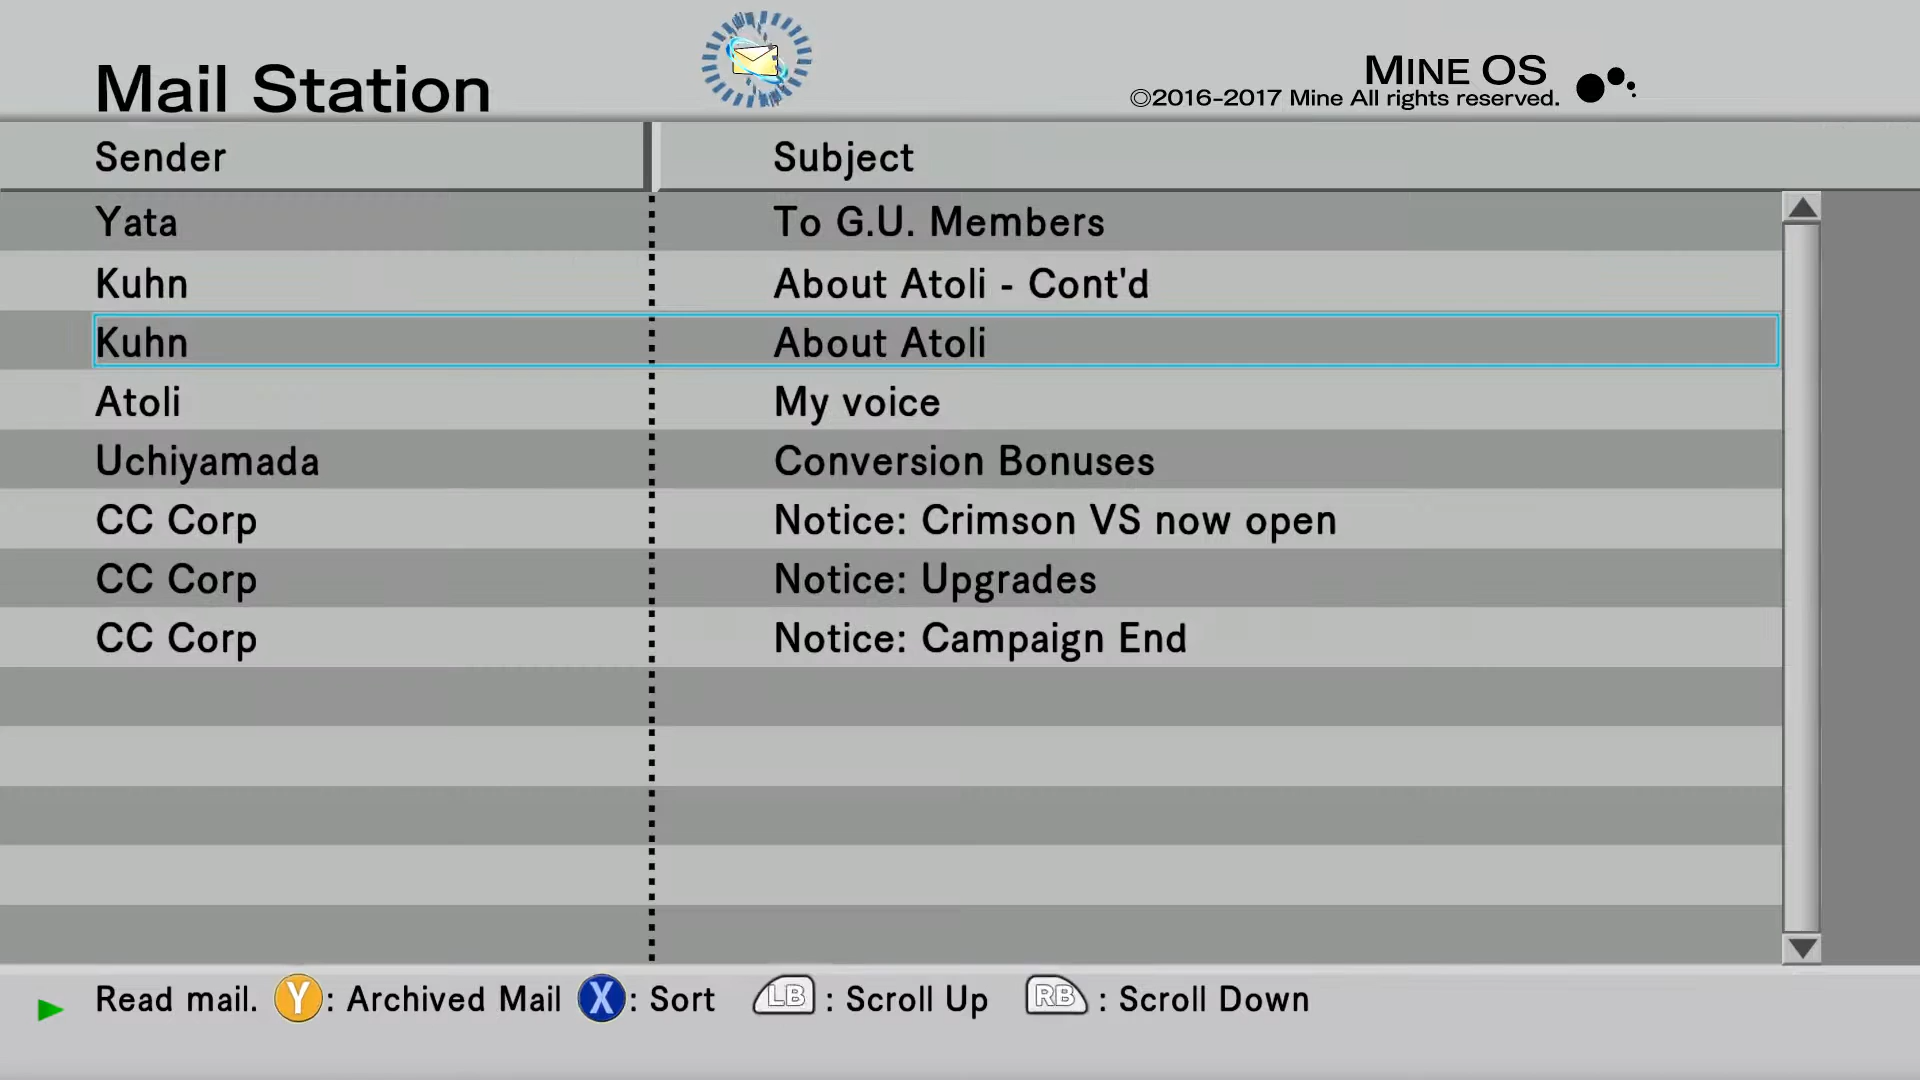 Mail Station
MINE OS
©2016-2017 Mine All rights reserved.
Sender Subject
Yata To G.U. Members
Kuhn About Atoli - Cont'd
Kuhn About Atoli
Atoli My voice
Uchiyamada Conversion Bonuses
CC Corp Notice: Crimson VS now open
CC Corp Notice: Upgrades
CC Corp Notice: Campaign End
Read mail. Y: Archived Mail X: Sort LB : Scroll Up RB : Scroll Down